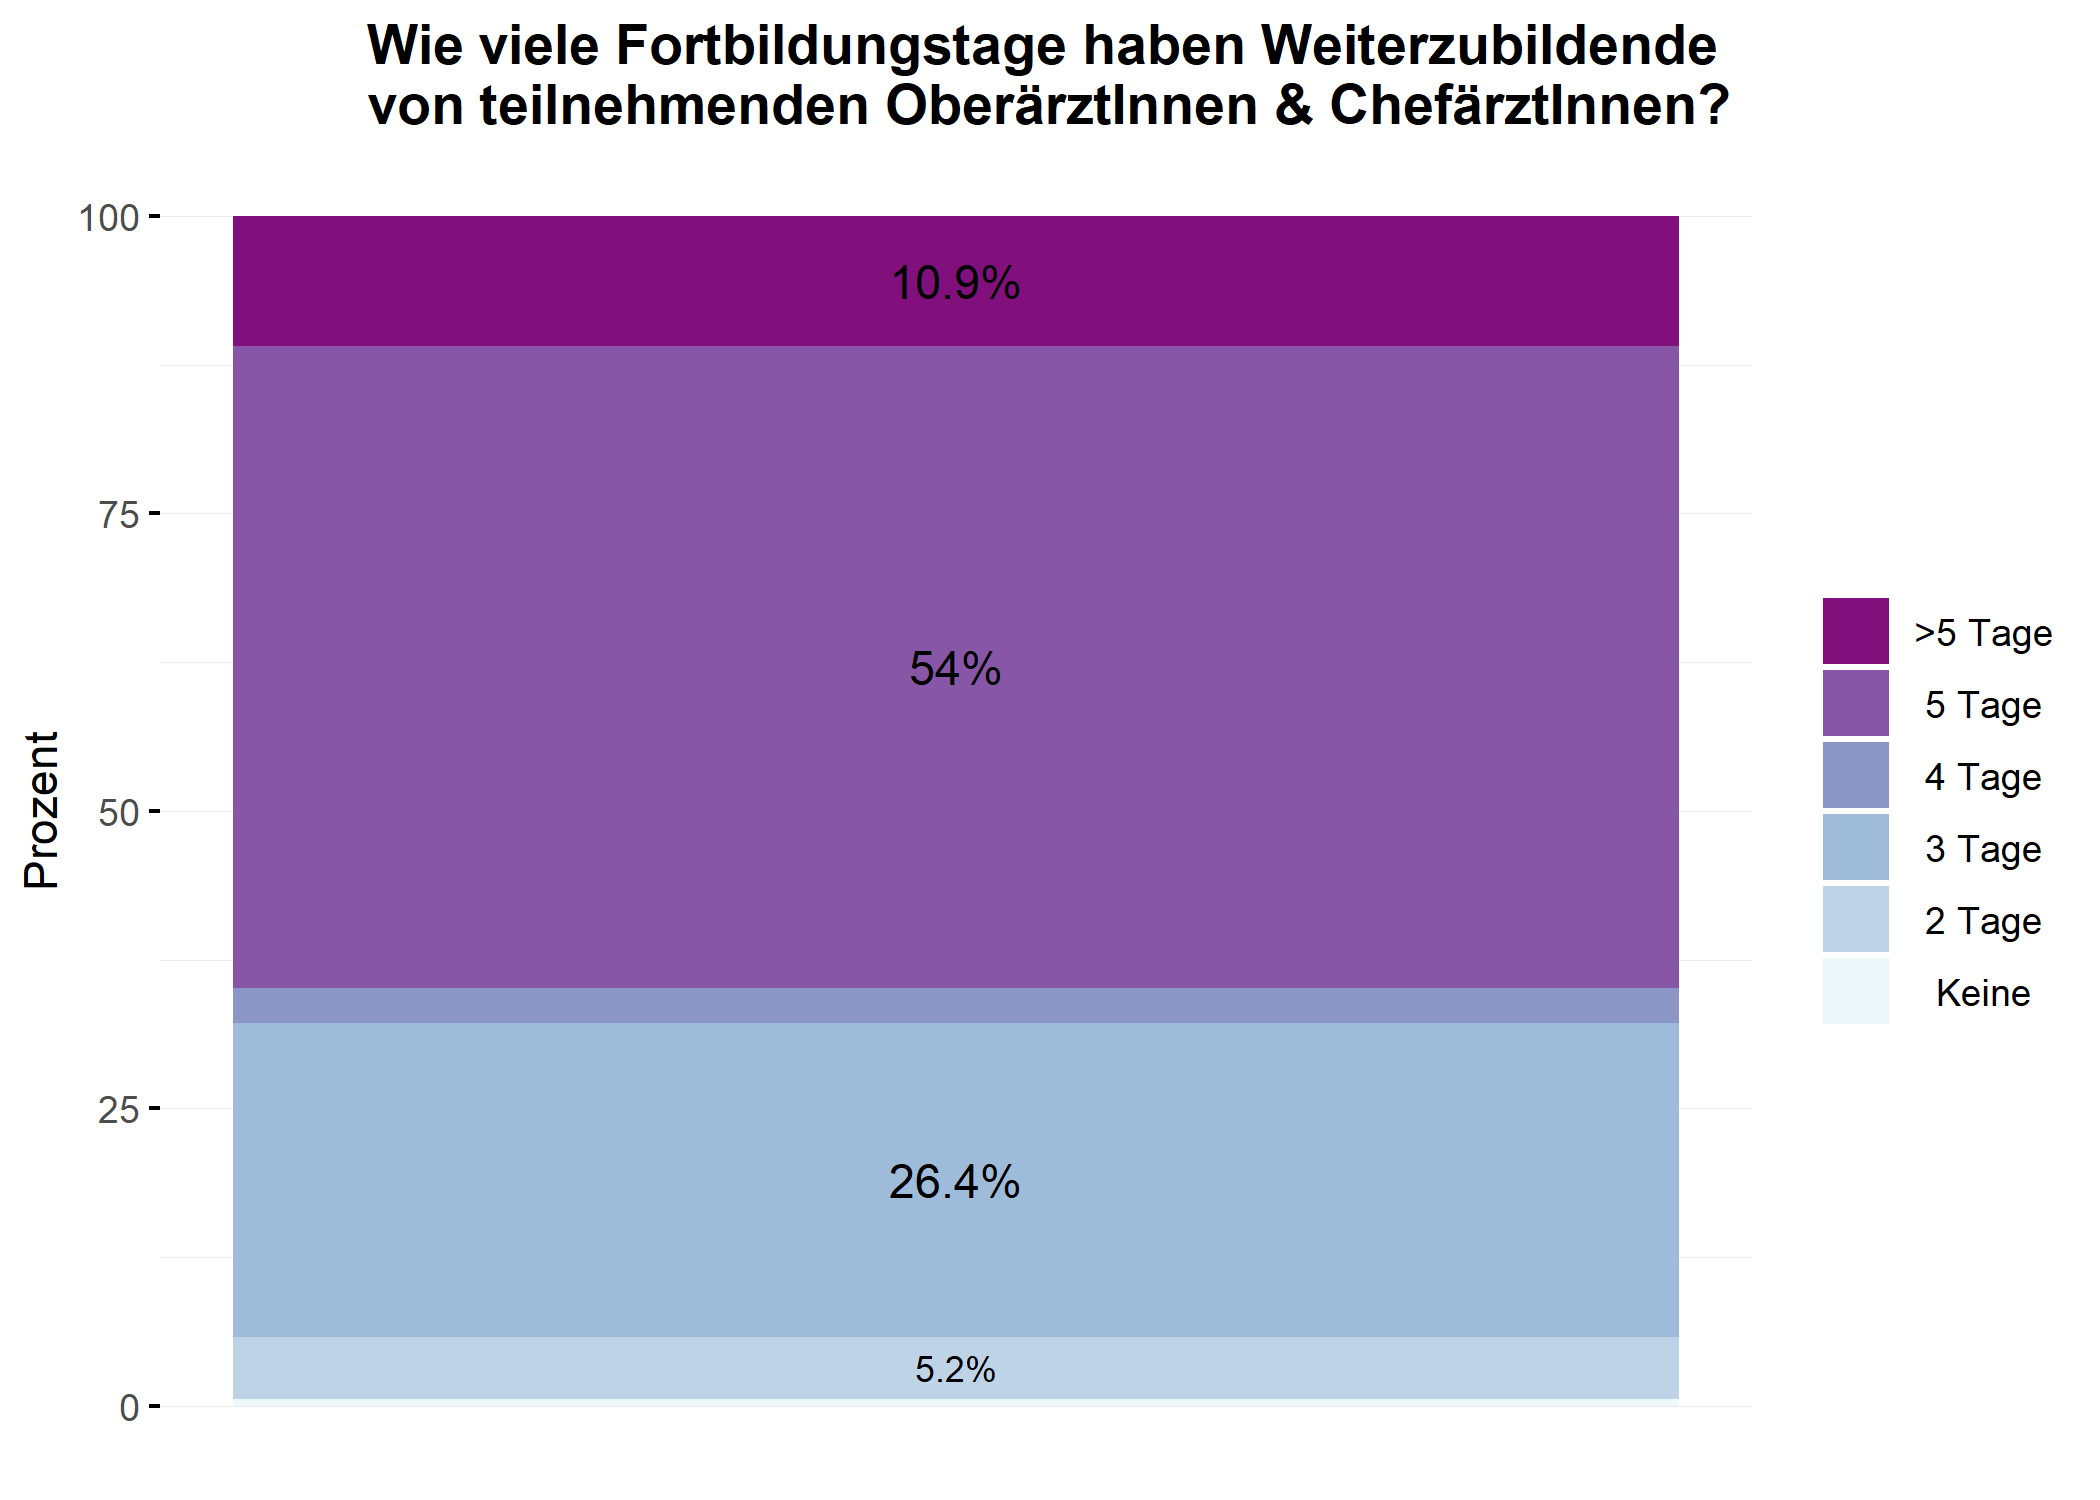 Wie viele Fortbildungstage haben Weiterzubildende
von teilnehmenden OberärztInnen & ChefärztInnen?
Prozent
100
75
50
25
0
10.9%
54%
26.4%
5.2%
>5 Tage
5 Tage
4 Tage
3 Tage
2 Tage
Keine